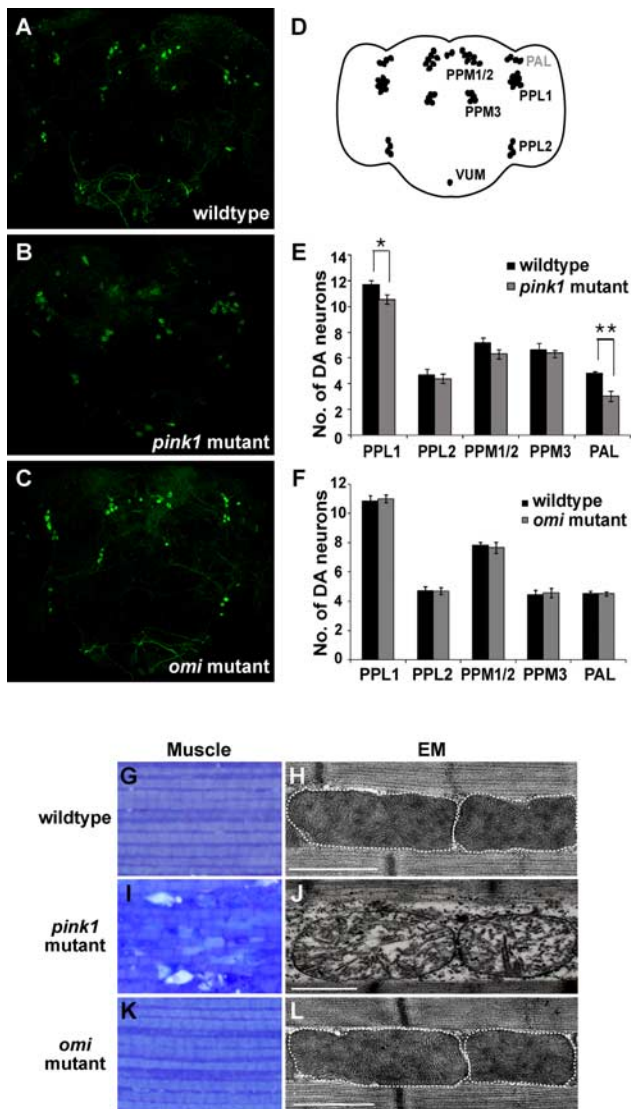 A
wildtype
B
pink1 mutant
C
omi mutant
D
PAL
PPM1/2
PPL1
PPM3
PPL2
VUM
E
*
wildtype
pink1 mutant
**
No. of DA neurons
14
12
10
8
6
4
2
0
PPL1 PPL2 PPM1/2 PPM3 PAL
F
wildtype
omi mutant
No. of DA neurons
12
10
8
6
4
2
0
PPL1 PPL2 PPM1/2 PPM3 PAL
Muscle EM
wildtype
G H
pink1
mutant
I J
omi
mutant
K L